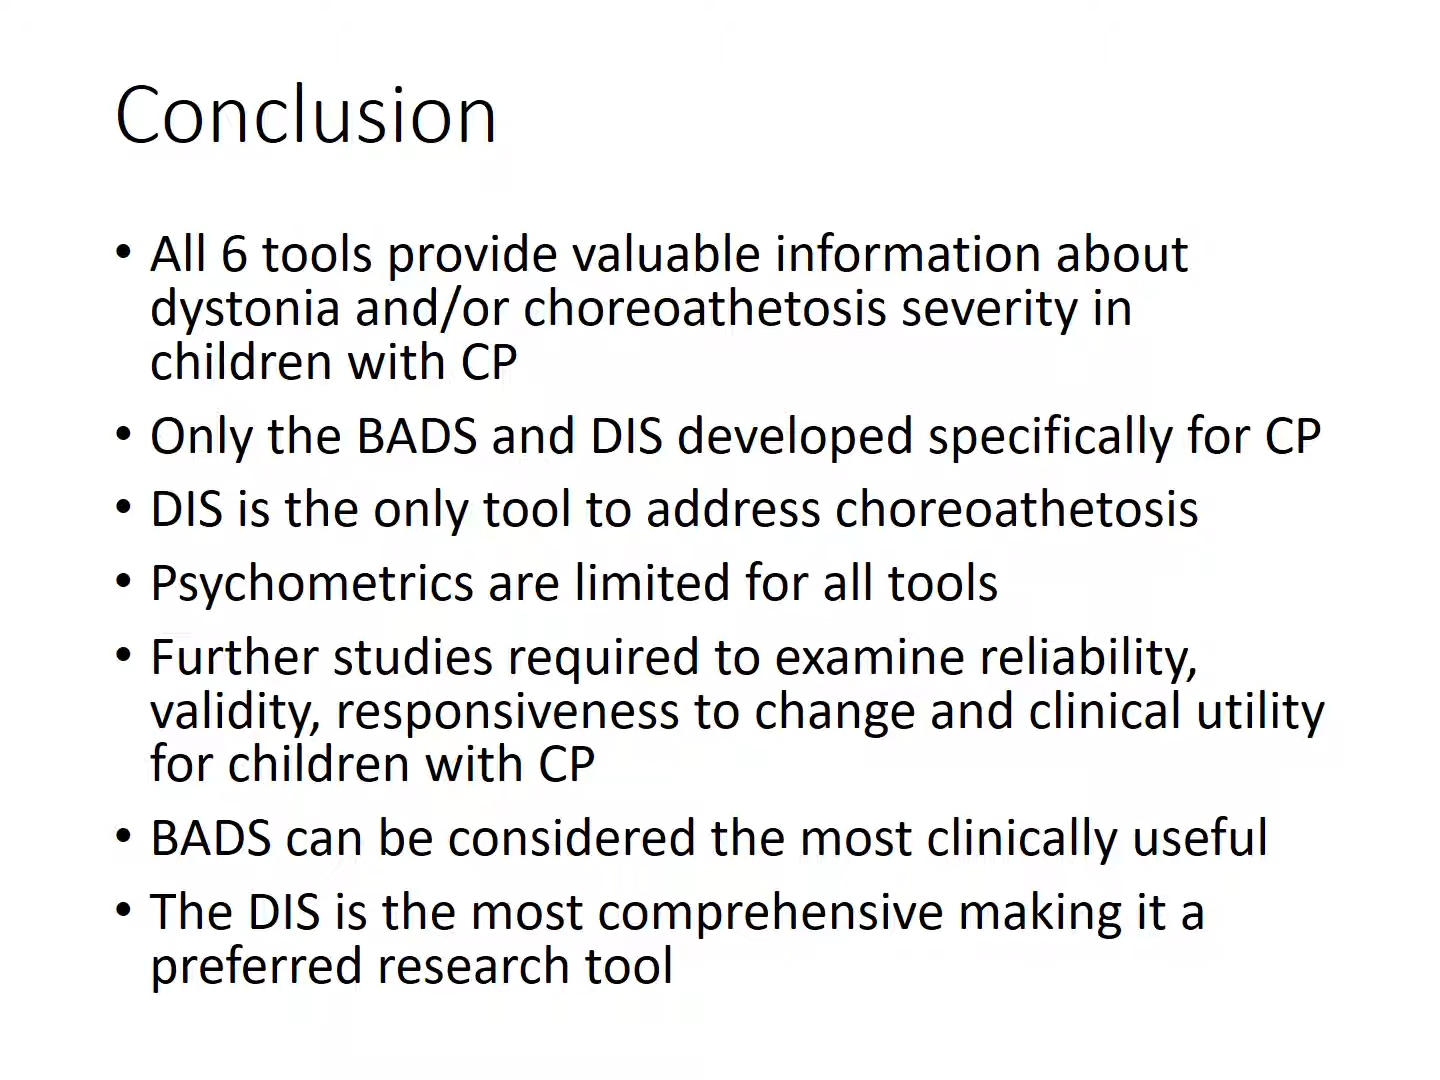 Conclusion
• All 6 tools provide valuable information about
dystonia and/or choreoathetosis severity in
children with CP
• Only the BADS and DIS developed specifically for CP
• DIS is the only tool to address choreoathetosis
• Psychometrics are limited for all tools
• Further studies required to examine reliability,
validity, responsiveness to change and clinical utility
for children with CP
• BADS can be considered the most clinically useful
• The DIS is the most comprehensive making it a
preferred research tool